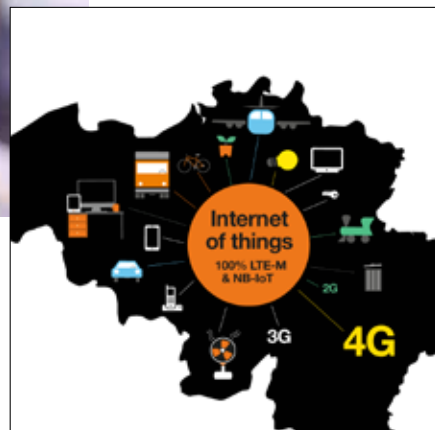 Internet
of things
100% LTE-M
& NB-IoT
2G
3G
4G